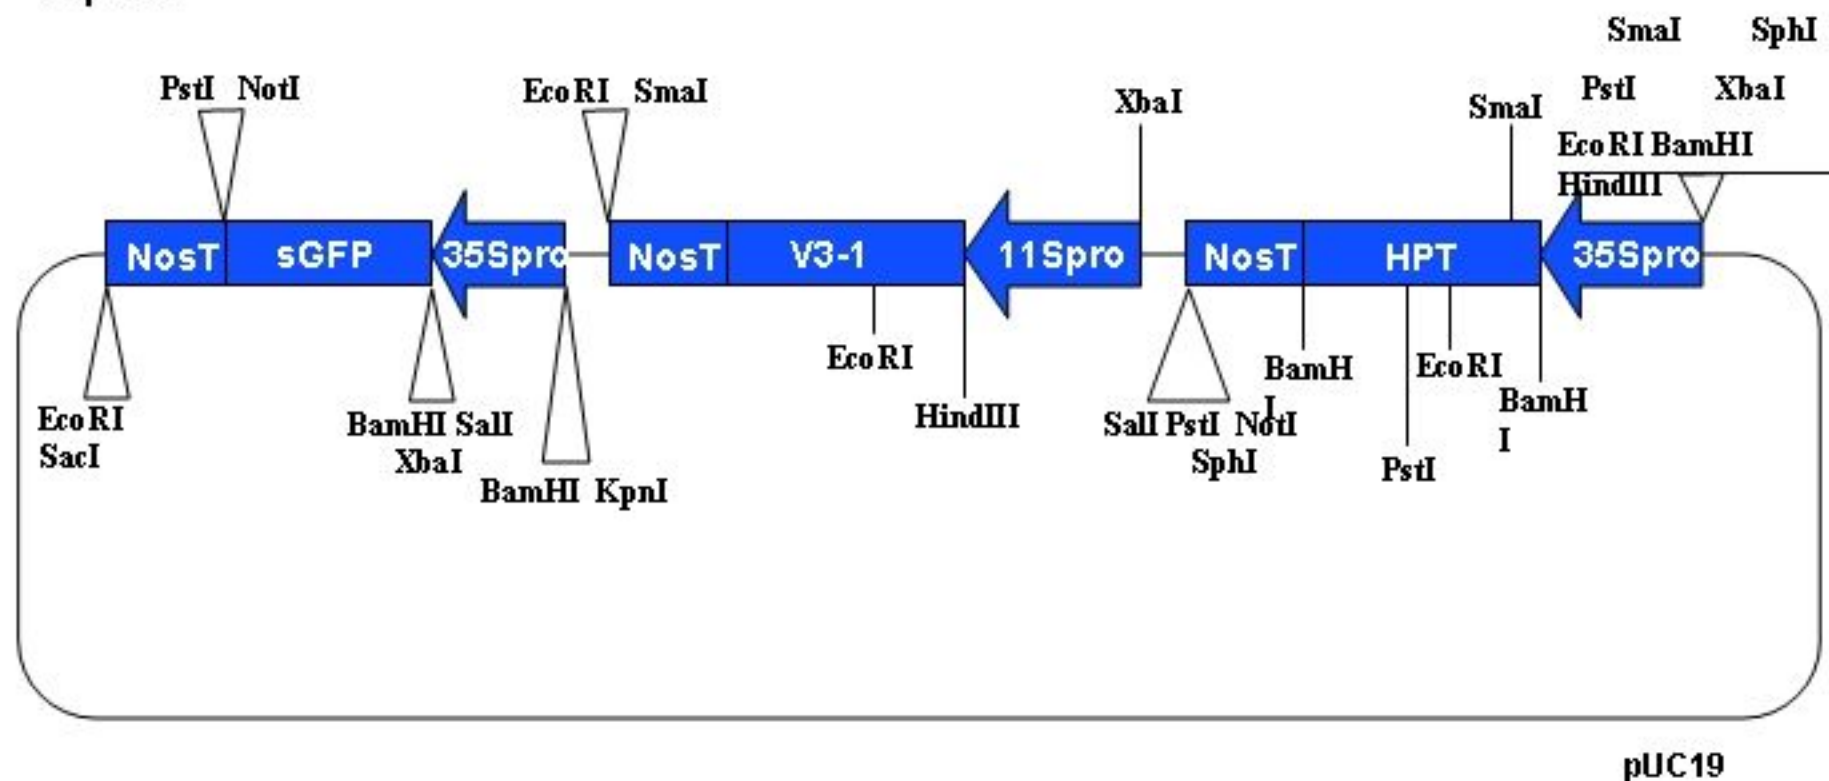 SmaI SphI
PstI NotI
EcoRI SmaI
XbaI
SmaI
PstI XbaI
EcoRI BamHI
HindIII
NosT sGFP 35Spro NosT V3-1 11Spro NosT HPT 35Spro
EcoRI
SacI
BamHI SalI
XbaI
BamHI KpnI
EcoRI
HindIII
SalI PstI NotI
SphI
BamH
I
PstI
EcoRI
BamH
I
pUC19